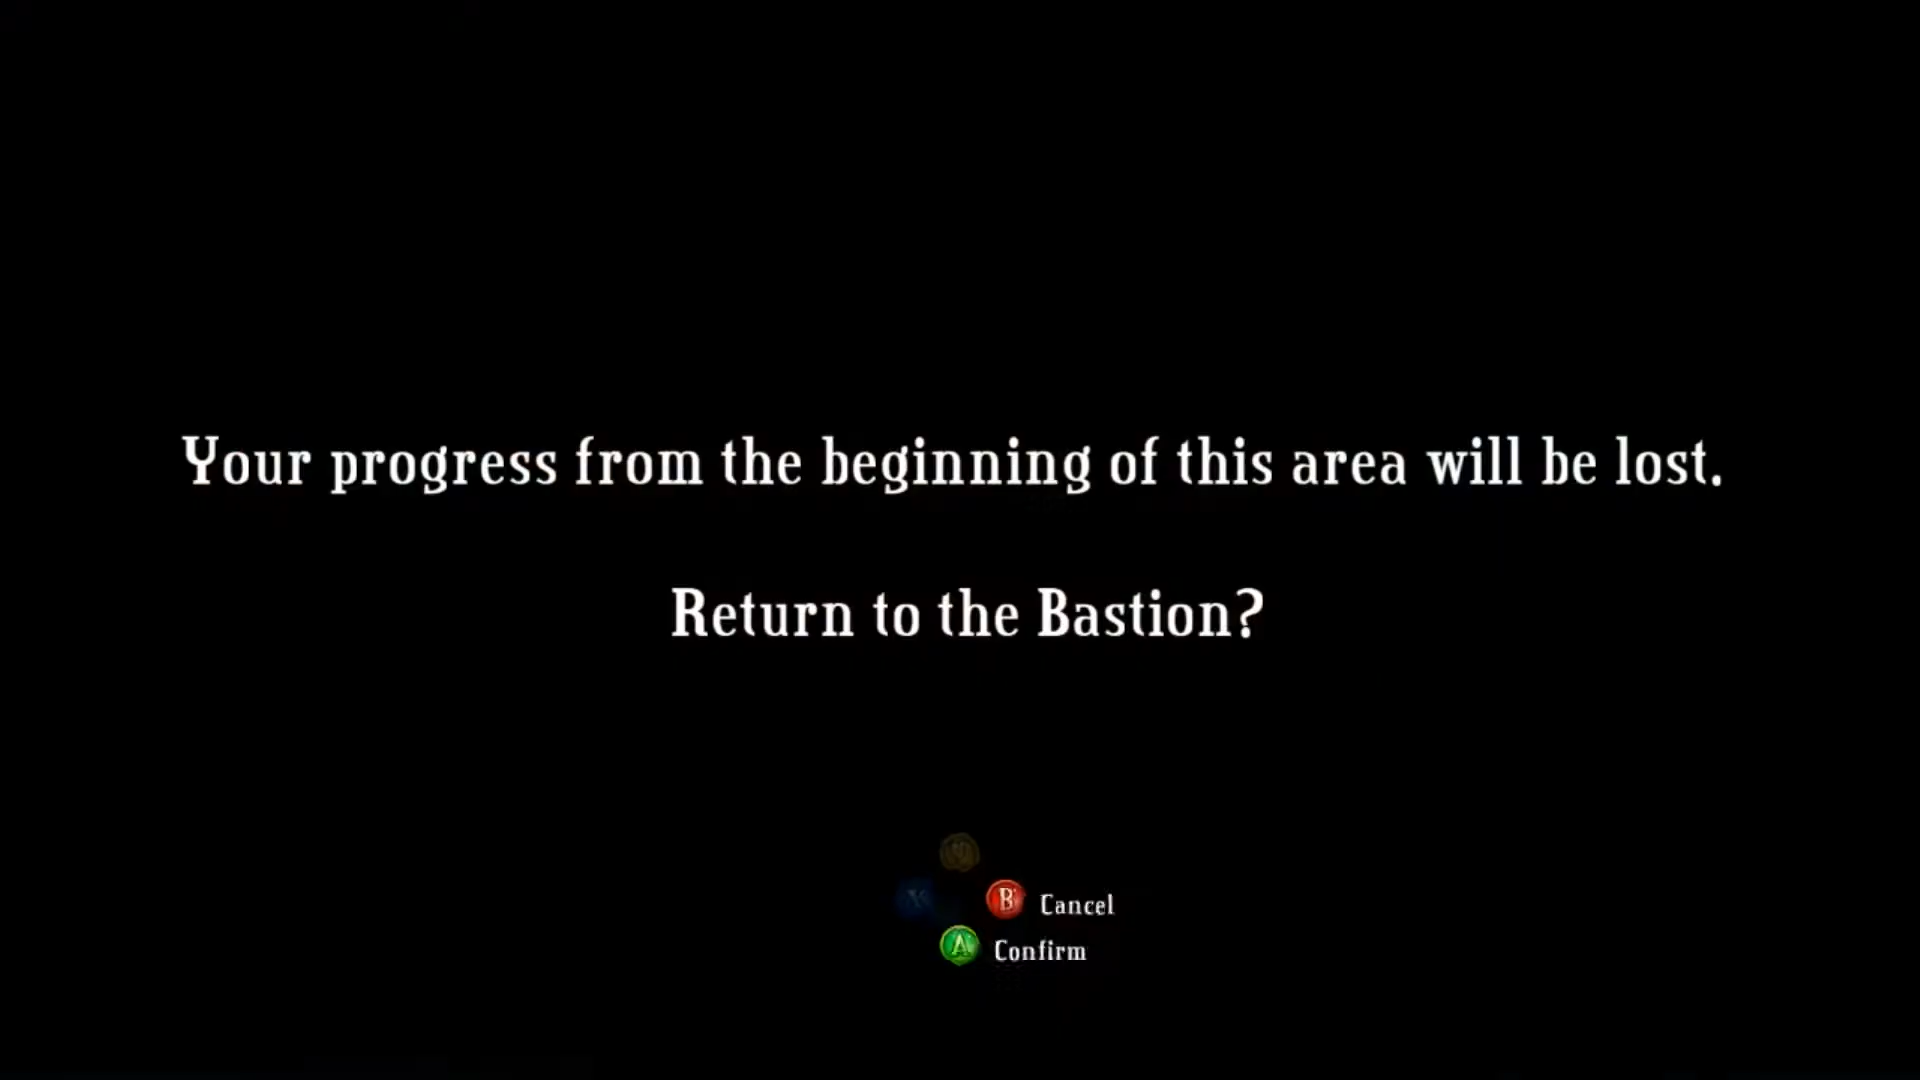 Your progress from the beginning of this area will be lost.
Return to the Bastion?
B Cancel
A Confirm